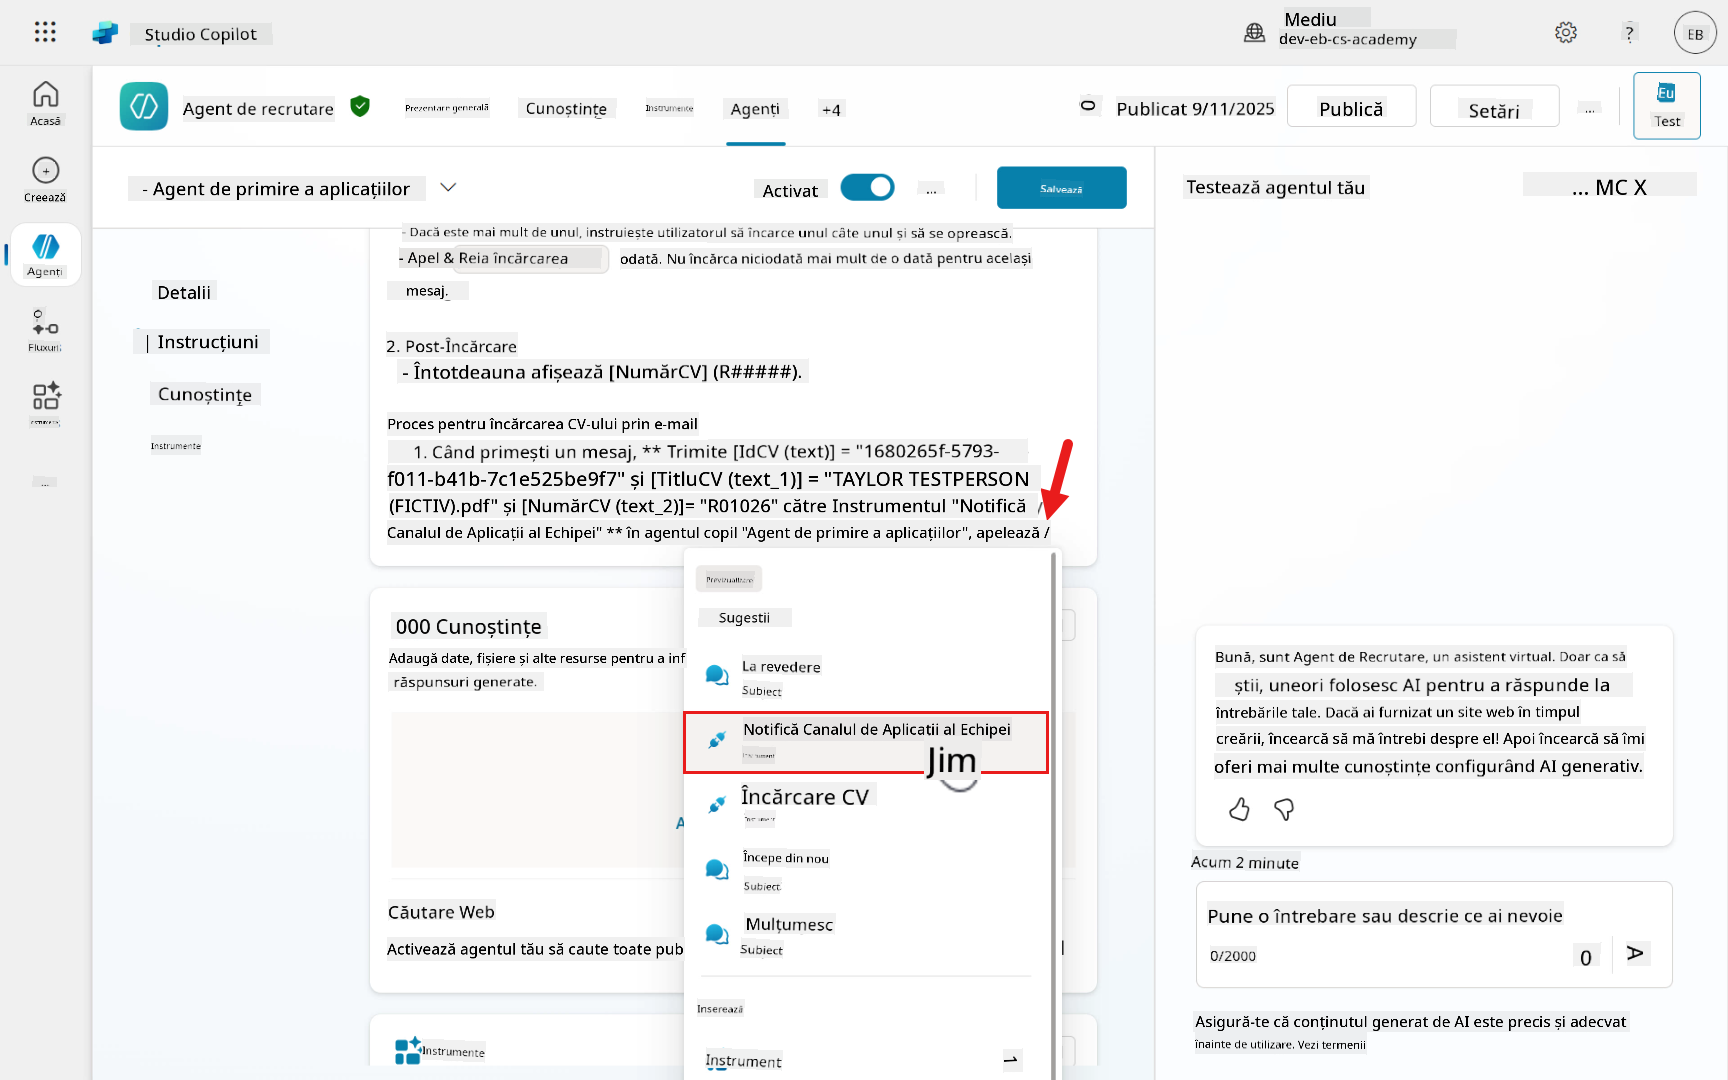 Studio Copilot
Mediu
dev-eb-cs-academy
?
EB
Acasă
Creează
Agenți
Fluxuri
...
Agent de recrutare
Prezentare generală
Cunoștințe
Instrumente
Agenți
+4
Publicat 9/11/2025
Publică
Setări
...
Eu
Test
- Agent de primire a aplicațiilor
Activat
...
Salvează
Detalii
| Instrucțiuni
Cunoștințe
Instrumente
- Dacă este mai mult de unul, instruiește utilizatorul să încarce unul câte unul și să se oprească.
- Apel & Reia încărcarea odată. Nu încărca niciodată mai mult de o dată pentru același
mesaj.
2. Post-Încărcare
- Întotdeauna afișează [NumărCV] (R#####).
Proces pentru încărcarea CV-ului prin e-mail
1. Când primești un mesaj, ** Trimite [IdCV (text)] = "1680265f-5793-
f011-b41b-7c1e525be9f7" și [TitluCV (text_1)] = "TAYLOR TESTPERSON
(FICTIV).pdf" și [NumărCV (text_2)]= "R01026" către Instrumentul "Notifică /
Canalul de Aplicații al Echipei" ** în agentul copil "Agent de primire a aplicațiilor", apelează /
000 Cunoștințe
Adaugă date, fișiere și alte resurse pentru a inf
răspunsuri generate.
A
Căutare Web
Activează agentul tău să caute toate pub
Instrumente
Previzualizare
Sugestii
La revedere
Subiect
Notifică Canalul de Aplicații al Echipei
Instrument
Jim
Încărcare CV
Instrument
Începe din nou
Subiect
Mulțumesc
Subiect
Inserează
Instrument
1
Testează agentul tău
... MC X
Bună, sunt Agent de Recrutare, un asistent virtual. Doar ca să
știi, uneori folosesc AI pentru a răspunde la
întrebările tale. Dacă ai furnizat un site web în timpul
creării, încearcă să mă întrebi despre el! Apoi încearcă să îmi
oferi mai multe cunoștințe configurând AI generativ.
Acum 2 minute
Pune o întrebare sau descrie ce ai nevoie
0/2000
0
A
Asigură-te că conținutul generat de AI este precis și adecvat
înainte de utilizare. Vezi termenii